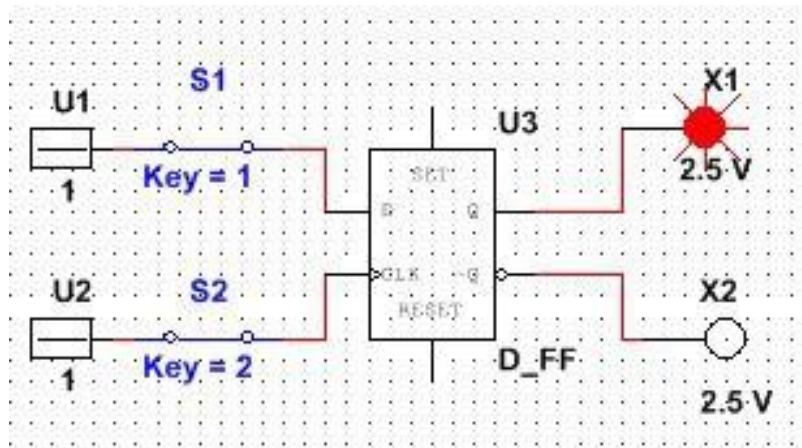 S1
X1
U1
U3
SET
2.5 V
Key = 1
1
D
Q
U2
S2
CLK
~Q
X2
RESET
Key = 2
1
D_FF
2.5 V